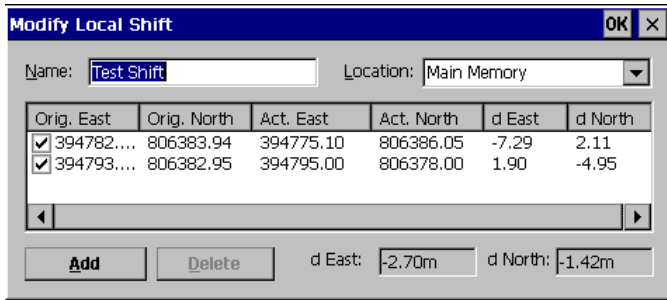 Modify Local Shift OK ×
Name: Test Shift Location: Main Memory
Orig. East Orig. North Act. East Act. North d East d North
394782.... 806383.94 394775.10 806386.05 -7.29 2.11
394793.... 806382.95 394795.00 806378.00 1.90 -4.95
Add Delete d East: -2.70m d North: -1.42m